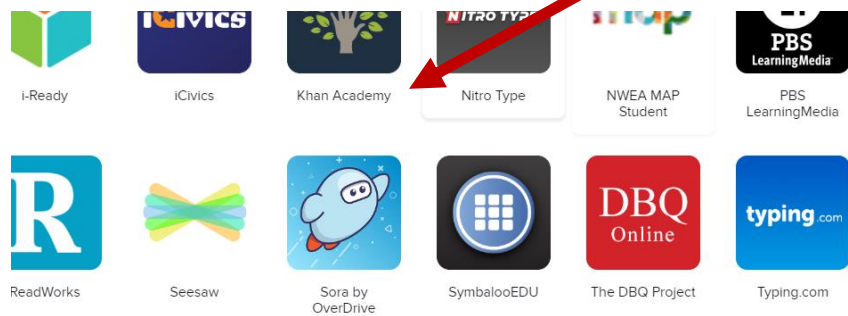 iCivics
NITRO TYPE
map
PBS
LearningMedia
i-Ready
iCivics
Khan Academy
Nitro Type
NWEA MAP
Student
PBS
LearningMedia
R
DBQ
Online
typing.com
ReadWorks
Seesaw
Sora by
OverDrive
SymbalooEDU
The DBQ Project
Typing.com